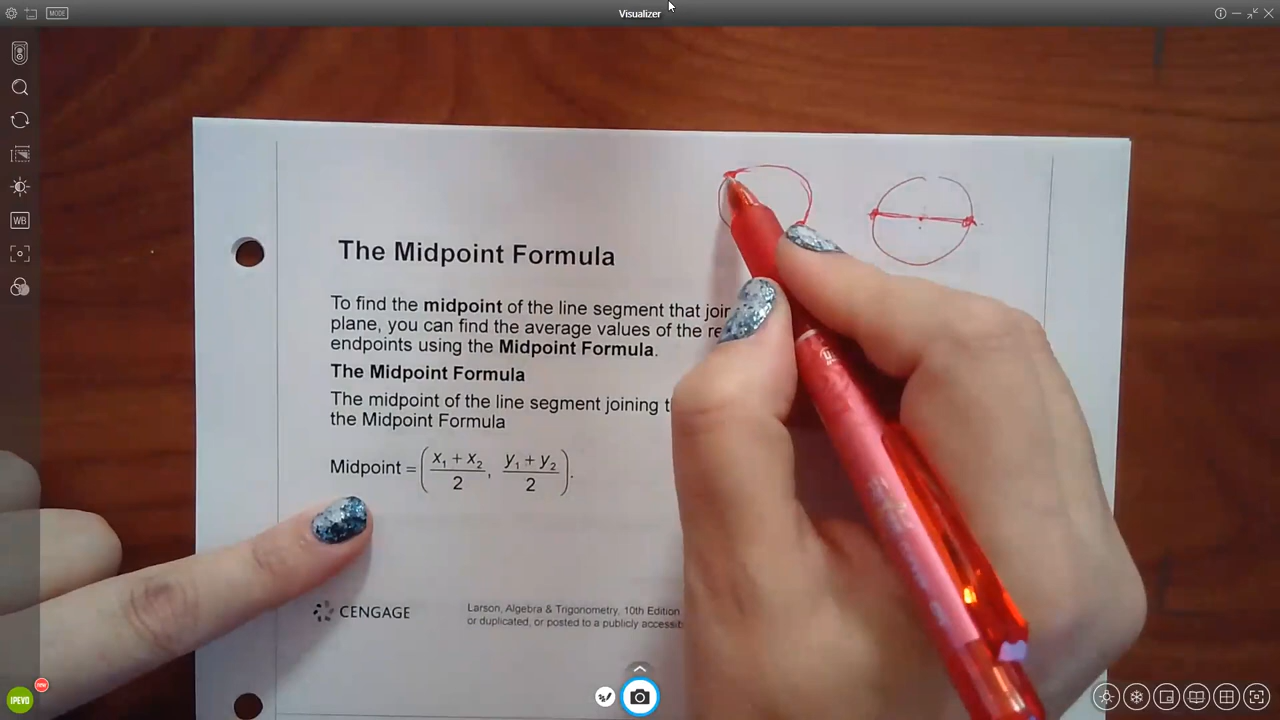 MODE
Visualizer
WB
The Midpoint Formula
To find the midpoint of the line segment that
plane, you can find the average values of the
endpoints using the Midpoint Formula.
The Midpoint Formula
The midpoint of the line segment joining
the Midpoint Formula
Midpoint = (x₁ + x₂ / 2, y₁ + y₂ / 2).
CENGAGE
Larson, Algebra & Trigonometry, 10th Edition
or duplicated, or posted to a publicly
IPEVO
new